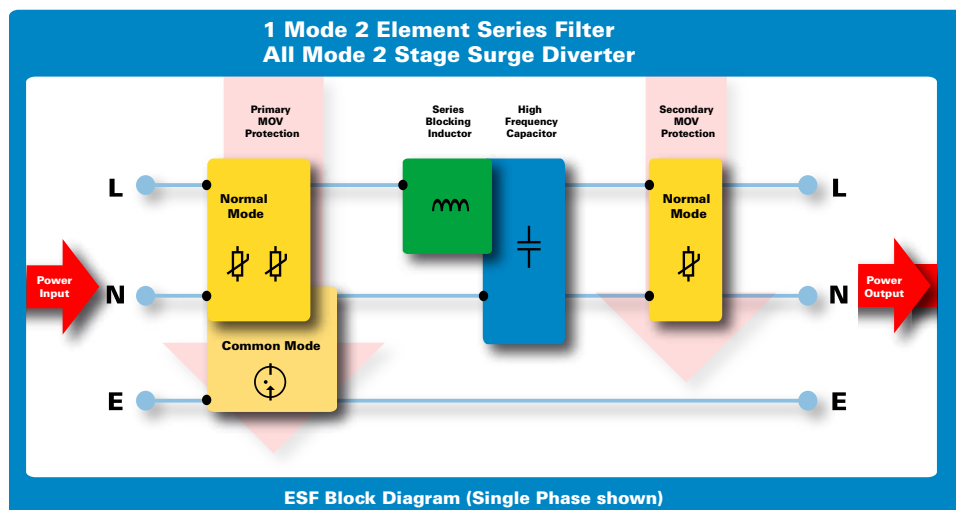 1 Mode 2 Element Series Filter
All Mode 2 Stage Surge Diverter
Primary
MOV
Protection
Series
Blocking
Inductor
High
Frequency
Capacitor
Secondary
MOV
Protection
L
Normal
Mode
Normal
Mode
L
Power
Input
N
N
Power
Output
Common Mode
E
E
ESF Block Diagram (Single Phase shown)